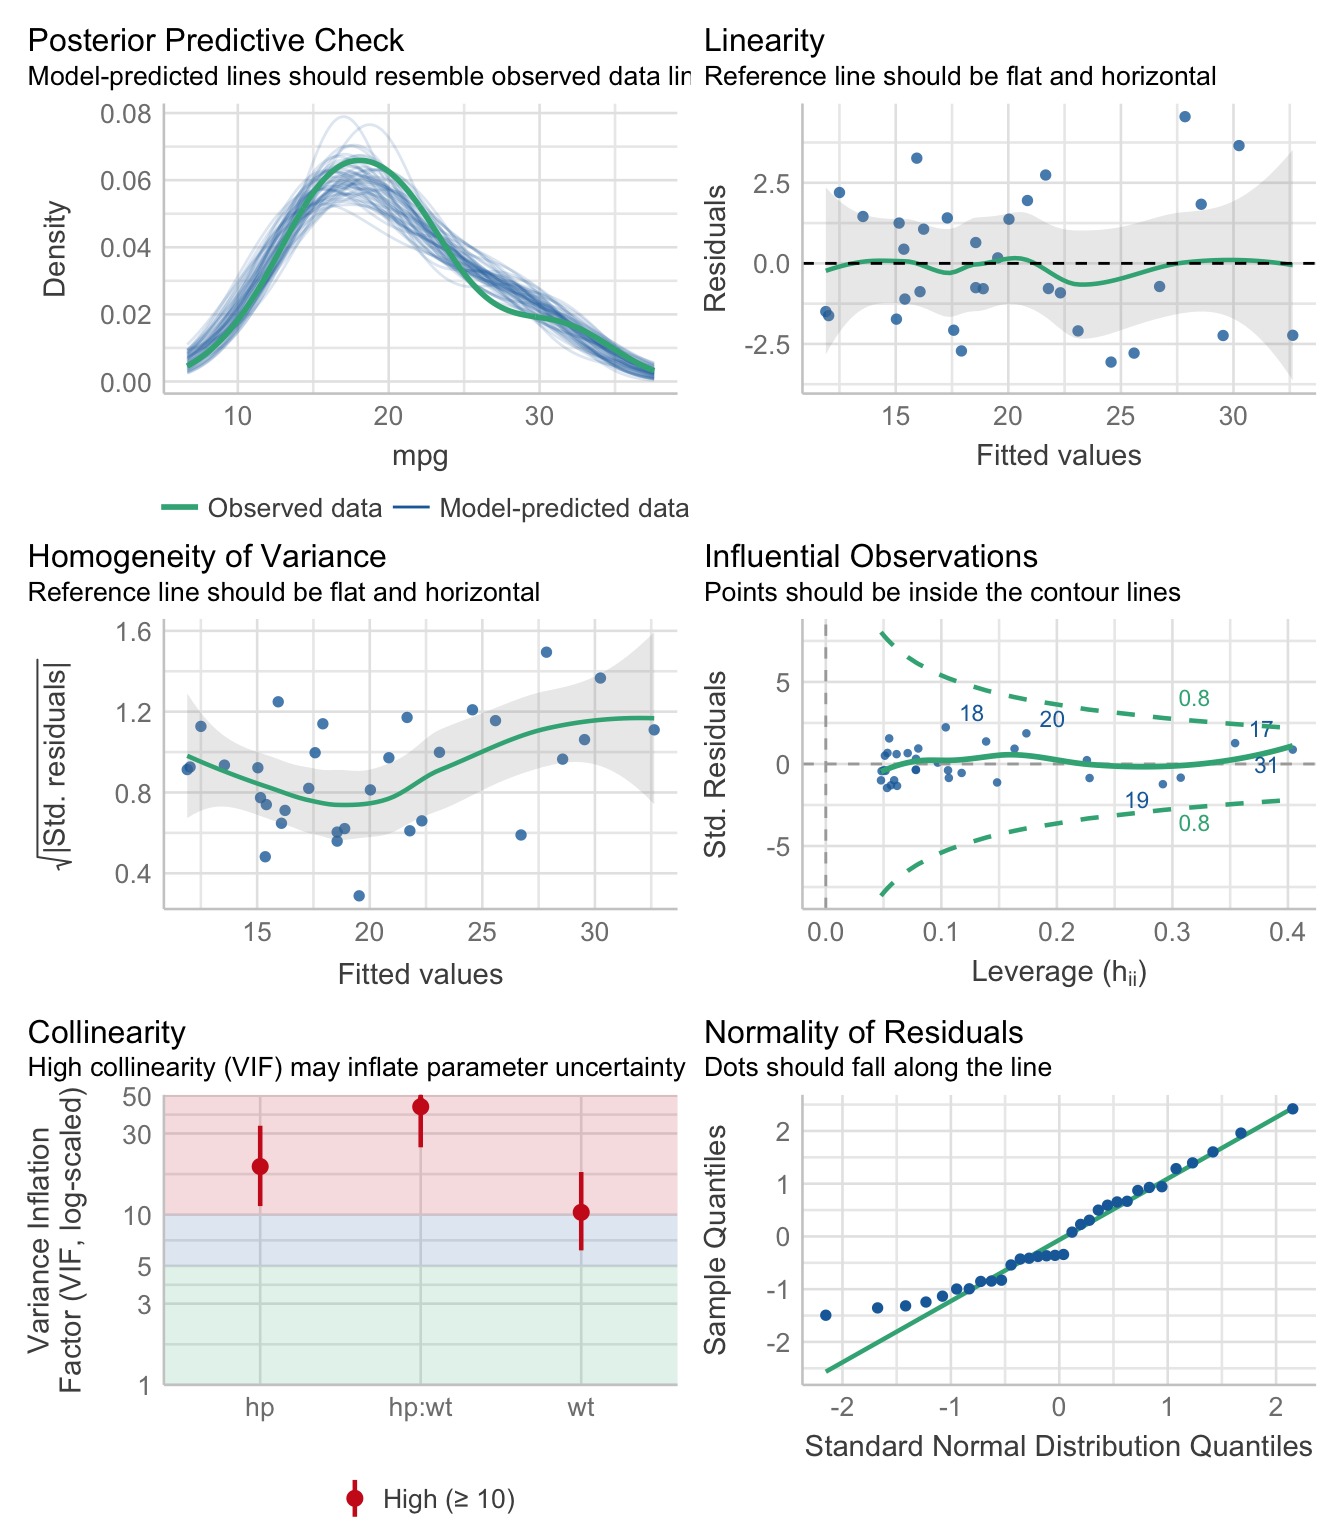 Posterior Predictive Check
Model-predicted lines should resemble observed data lin
0.08
0.06
0.04
0.02
0.00
Density
10 20 30
mpg
Observed data Model-predicted data
Linearity
Reference line should be flat and horizontal
2.5
0.0
-2.5
Residuals
15 20 25 30
Fitted values
Homogeneity of Variance
Reference line should be flat and horizontal
1.6
1.2
0.8
0.4
√|Std. residuals|
15 20 25 30
Fitted values
Influential Observations
Points should be inside the contour lines
5
0
-5
Std. Residuals
0.8
18 20 17
31
19
0.8
0.0 0.1 0.2 0.3 0.4
Leverage (hii)
Collinearity
High collinearity (VIF) may inflate parameter uncertainty
50
30
10
5
3
1
Variance Inflation
Factor (VIF, log-scaled)
hp hp:wt wt
High (≥ 10)
Normality of Residuals
Dots should fall along the line
2
1
0
-1
-2
Sample Quantiles
-2 -1 0 1 2
Standard Normal Distribution Quantiles